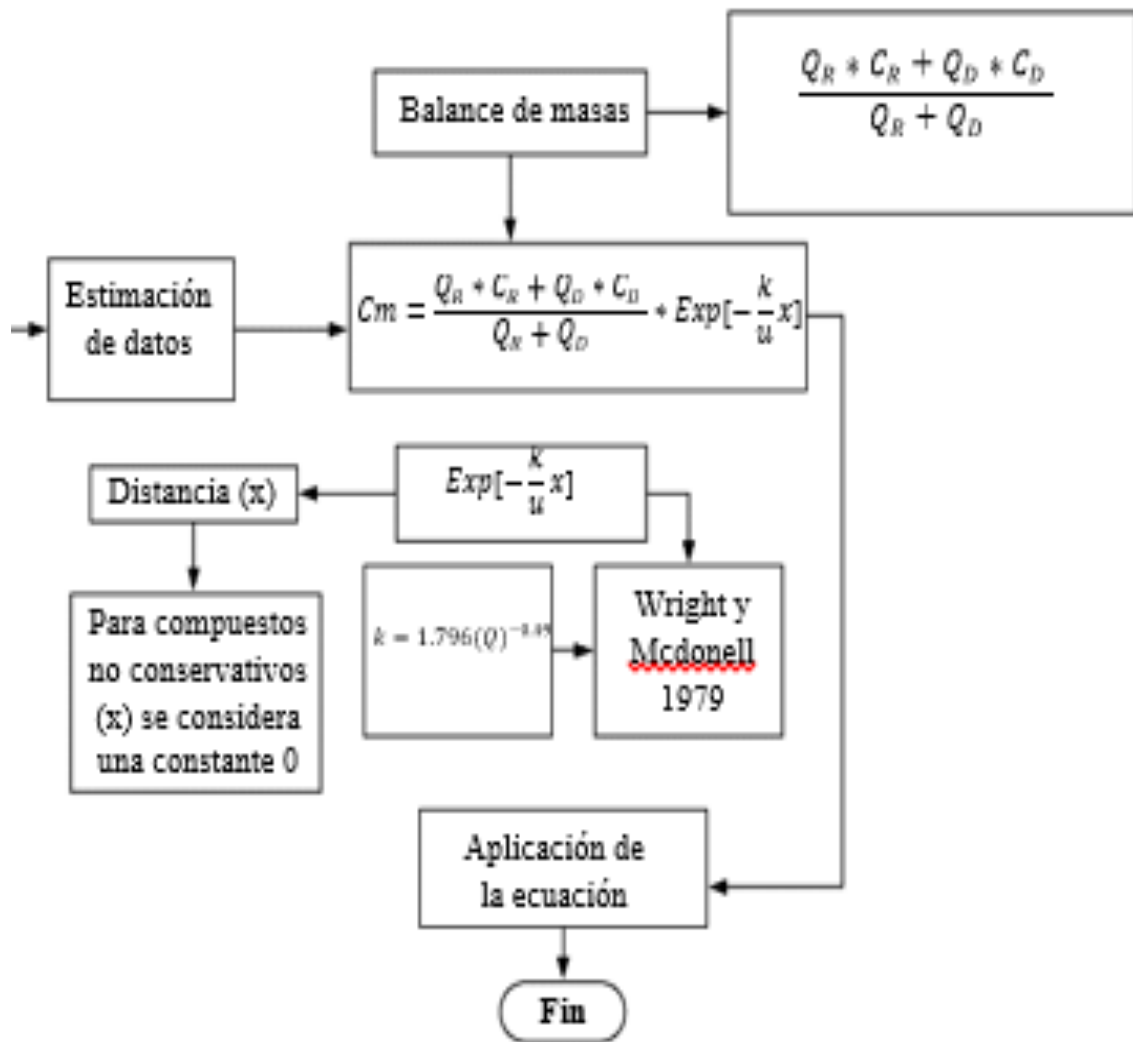 Balance de masas
Q_R * C_R + Q_D * C_D
Q_R + Q_D
Estimación
de datos
Cm = (Q_R * C_R + Q_D * C_D) / (Q_R + Q_D) * Exp[-k/u x]
Distancia (x)
Exp[-k/u x]
Para compuestos
no conservativos
(x) se considera
una constante 0
k = 1.796(Q)
Wright y
Mcdonell
1979
Aplicación de
la ecuación
Fin